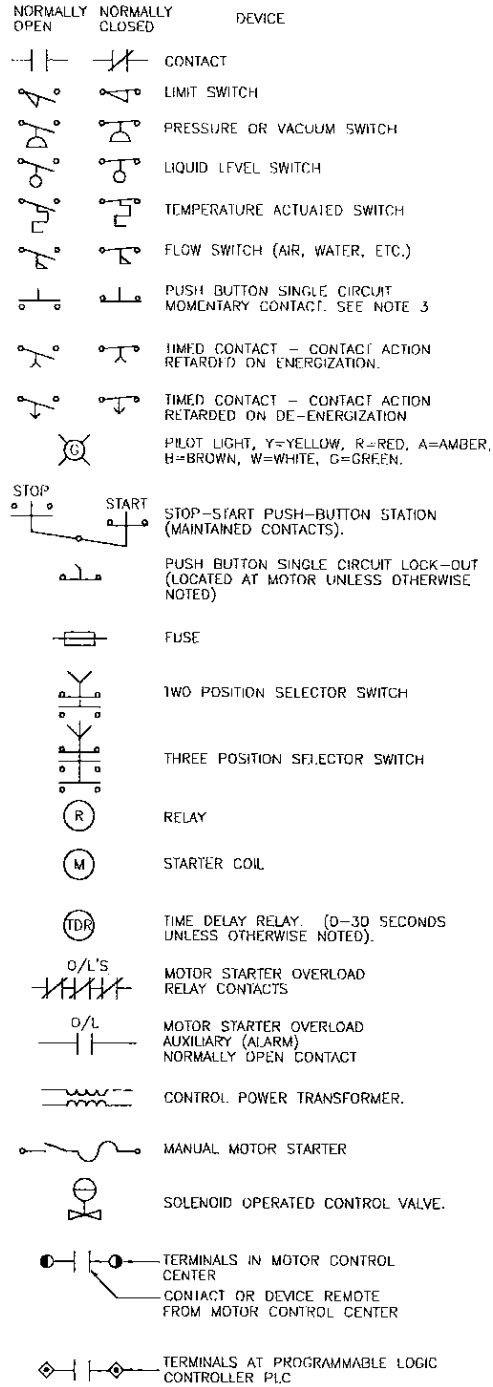 NORMALLY OPEN
NORMALLY CLOSED
DEVICE
CONTACT
LIMIT SWITCH
PRESSURE OR VACUUM SWITCH
LIQUID LEVEL SWITCH
TEMPERATURE ACTUATED SWITCH
FLOW SWITCH (AIR, WATER, ETC.)
PUSH BUTTON SINGLE CIRCUIT
MOMENTARY CONTACT. SEE NOTE 3
TIMED CONTACT – CONTACT ACTION
RETARDED ON ENERGIZATION.
TIMED CONTACT – CONTACT ACTION
RETARDED ON DE-ENERGIZATION
G
PILOT LIGHT, Y=YELLOW, R=RED, A=AMBER,
B=BROWN, W=WHITE, G=GREEN.
STOP
START
STOP-START PUSH-BUTTON STATION
(MAINTAINED CONTACTS).
PUSH BUTTON SINGLE CIRCUIT LOCK-OUT
(LOCATED AT MOTOR UNLESS OTHERWISE
NOTED)
FUSE
TWO POSITION SELECTOR SWITCH
THREE POSITION SELECTOR SWITCH
R
RELAY
M
STARTER COIL
TDR
TIME DELAY RELAY. (0-30 SECONDS
UNLESS OTHERWISE NOTED).
O/L'S
MOTOR STARTER OVERLOAD
RELAY CONTACTS
O/L
MOTOR STARTER OVERLOAD
AUXILIARY (ALARM)
NORMALLY OPEN CONTACT
CONTROL POWER TRANSFORMER.
MANUAL MOTOR STARTER
SOLENOID OPERATED CONTROL VALVE.
TERMINALS IN MOTOR CONTROL
CENTER
CONTACT OR DEVICE REMOTE
FROM MOTOR CONTROL CENTER
TERMINALS AT PROGRAMMABLE LOGIC
CONTROLLER PLC